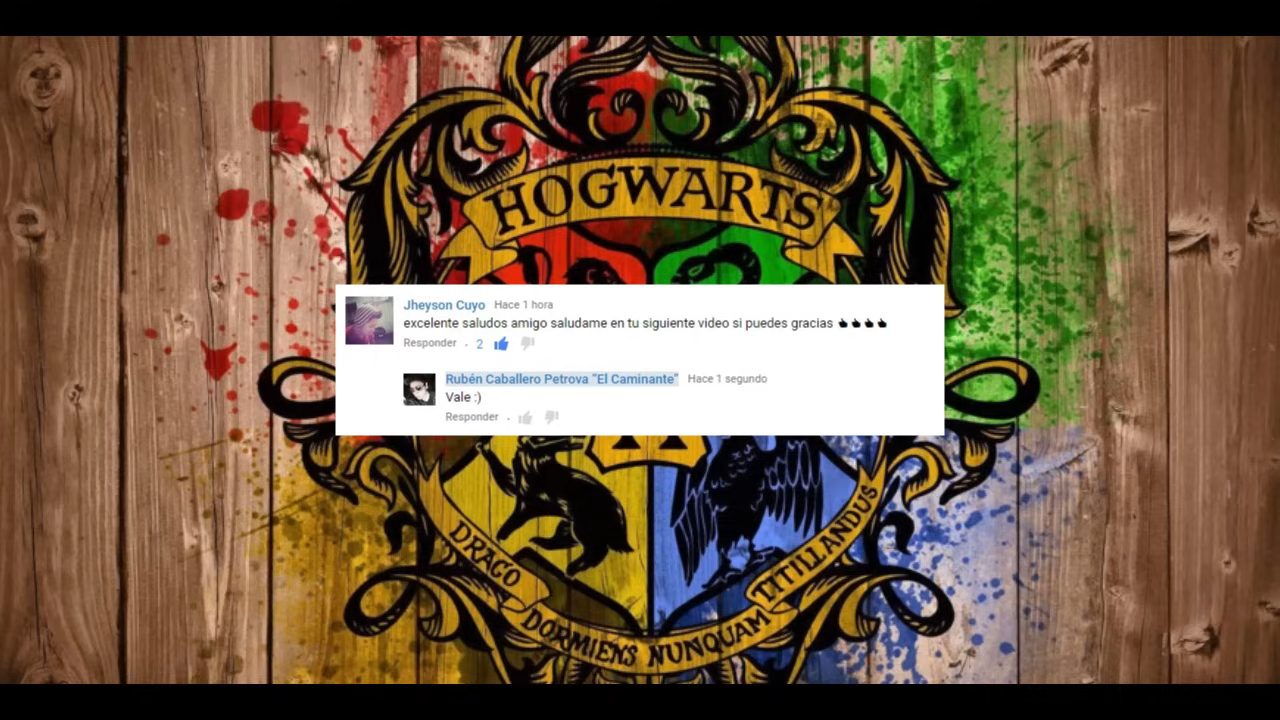 HOGWARTS
Jheyson Cuyo Hace 1 hora
excelente saludos amigo saludame en tu siguiente video si puedes gracias
Responder · 2
Rubén Caballero Petrova "El Caminante" Hace 1 segundo
Vale :)
Responder ·
DRACO
DORMIENS NUNQUAM
TITILLANDUS